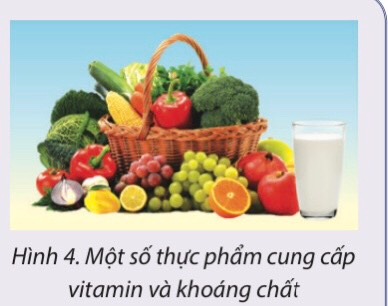 Hình 4. Một số thực phẩm cung cấp
vitamin và khoáng chất